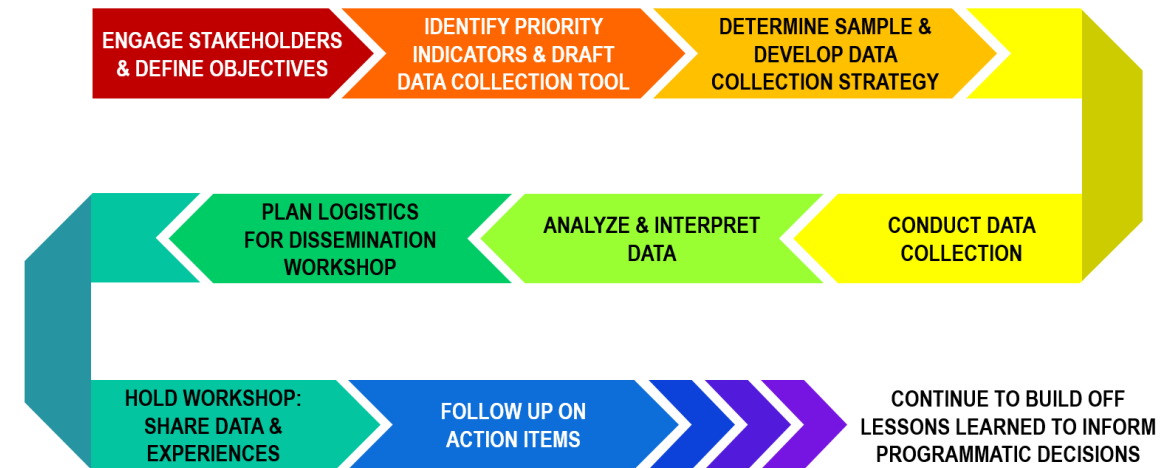 ENGAGE STAKEHOLDERS
& DEFINE OBJECTIVES
IDENTIFY PRIORITY
INDICATORS & DRAFT
DATA COLLECTION TOOL
DETERMINE SAMPLE &
DEVELOP DATA
COLLECTION STRATEGY
CONDUCT DATA
COLLECTION
ANALYZE & INTERPRET
DATA
PLAN LOGISTICS
FOR DISSEMINATION
WORKSHOP
HOLD WORKSHOP:
SHARE DATA &
EXPERIENCES
FOLLOW UP ON
ACTION ITEMS
CONTINUE TO BUILD OFF
LESSONS LEARNED TO INFORM
PROGRAMMATIC DECISIONS